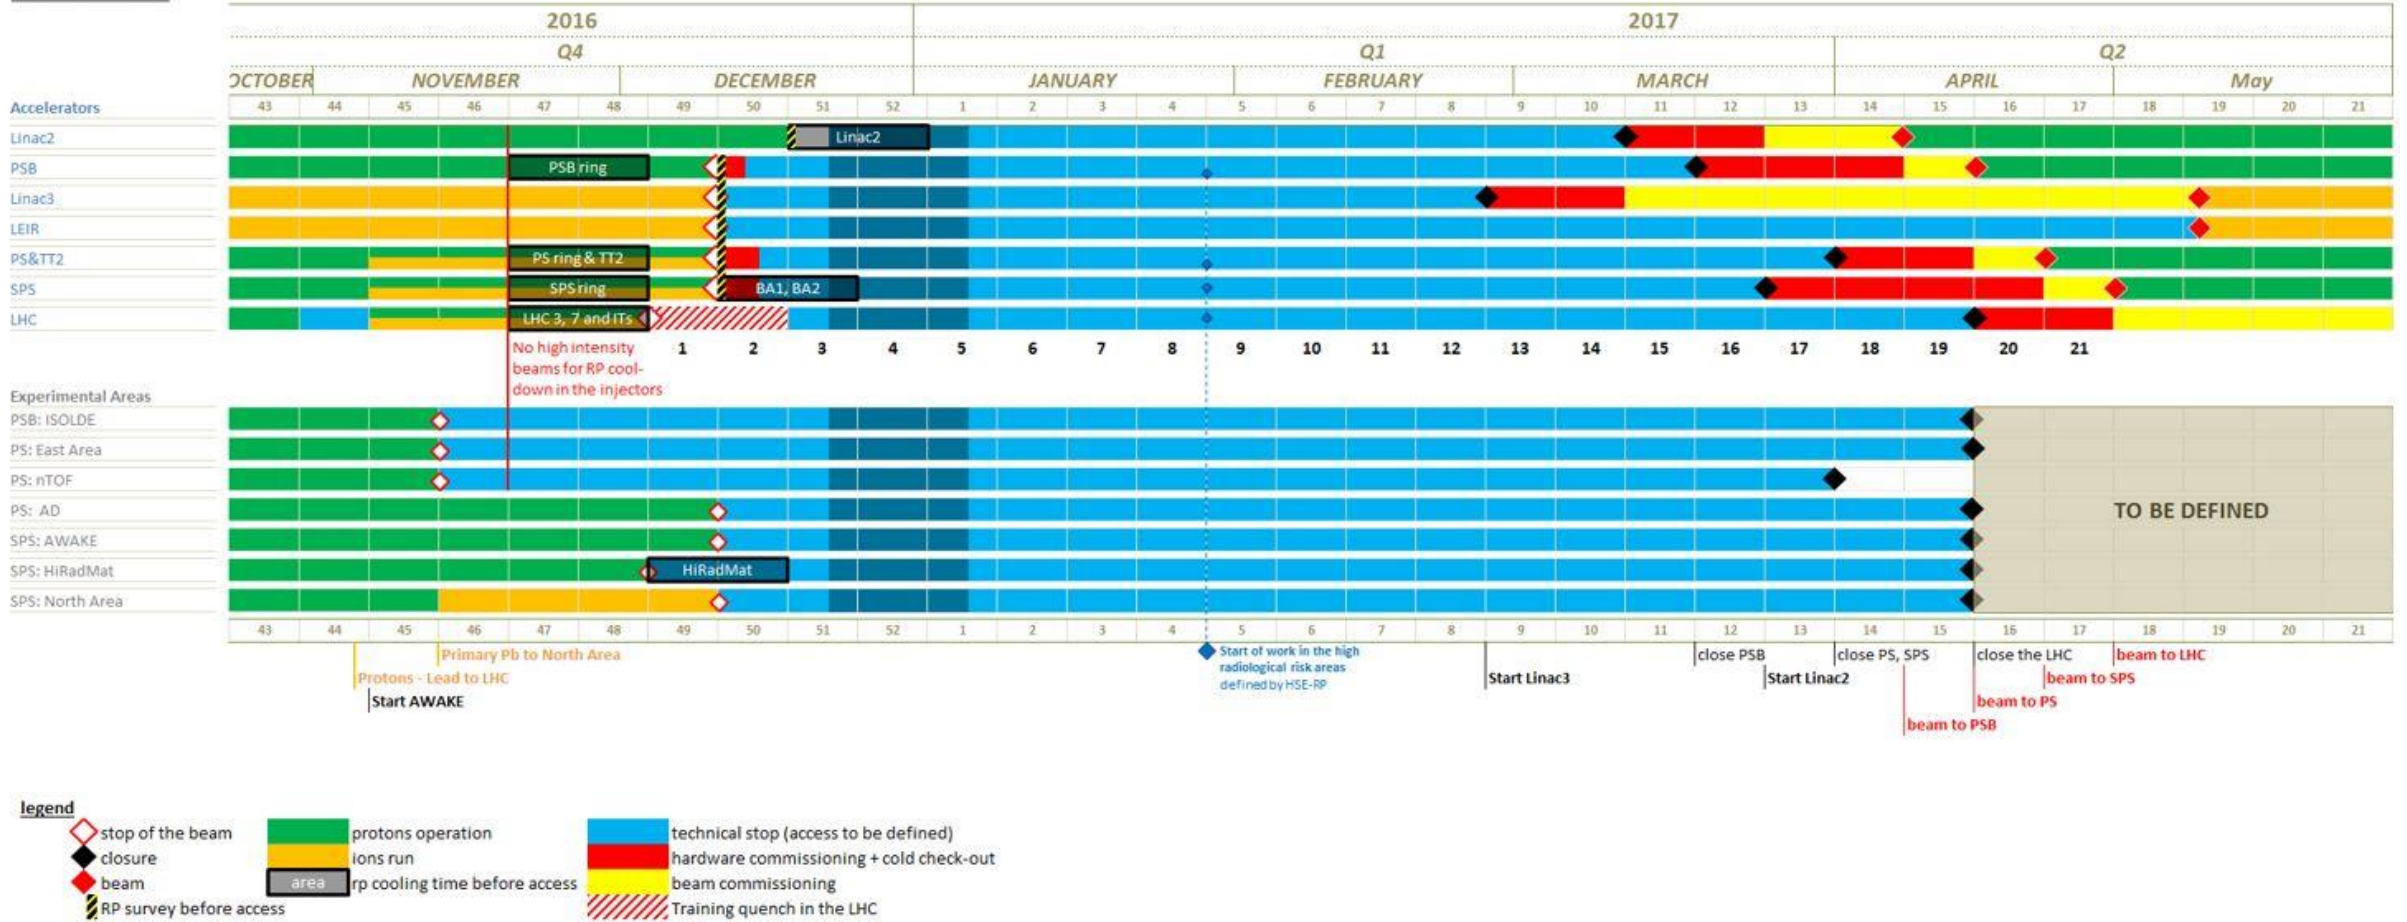 2016 2017
Q4 Q1 Q2
OCTOBER NOVEMBER DECEMBER JANUARY FEBRUARY MARCH APRIL May
Accelerators 43 44 45 46 47 48 49 50 51 52 1 2 3 4 5 6 7 8 9 10 11 12 13 14 15 16 17 18 19 20 21
Linac2 Linac2
PSB PSB ring
Linac3
LEIR
PS&TT2 PS ring & TT2
SPS SPS ring BA1, BA2
LHC LHC 3, 7 and ITs
No high intensity 1 2 3 4 5 6 7 8 9 10 11 12 13 14 15 16 17 18 19 20 21
beams for RP cool-
down in the injectors
Experimental Areas
PSB: ISOLDE
PS: East Area
PS: nTOF
PS: AD TO BE DEFINED
SPS: AWAKE
SPS: HiRadMat HiRadMat
SPS: North Area
43 44 45 46 47 48 49 50 51 52 1 2 3 4 5 6 7 8 9 10 11 12 13 14 15 16 17 18 19 20 21
Primary Pb to North Area
Protons - Lead to LHC
Start AWAKE
Start of work in the high
radiological risk areas
defined by HSE-RP
Start Linac3
close PSB
Start Linac2
close PS, SPS
close the LHC
beam to LHC
beam to SPS
beam to PS
beam to PSB
legend
stop of the beam protons operation technical stop (access to be defined)
closure ions run hardware commissioning + cold check-out
beam area rp cooling time before access beam commissioning
RP survey before access Training quench in the LHC